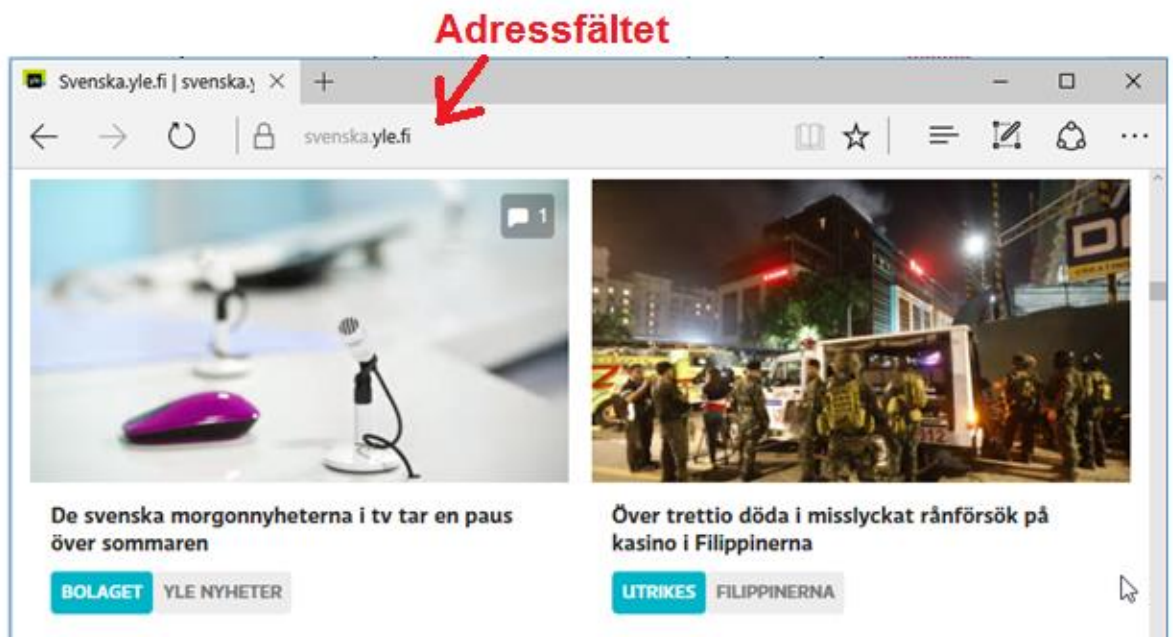 Adressfältet
Svenska.yle.fi | svenska.y
svenska.yle.fi
1
112
De svenska morgonnyheterna i tv tar en paus
över sommaren
Över trettio döda i misslyckat rånförsök på
kasino i Filippinerna
BOLAGET YLE NYHETER
UTRIKES FILIPPINERNA